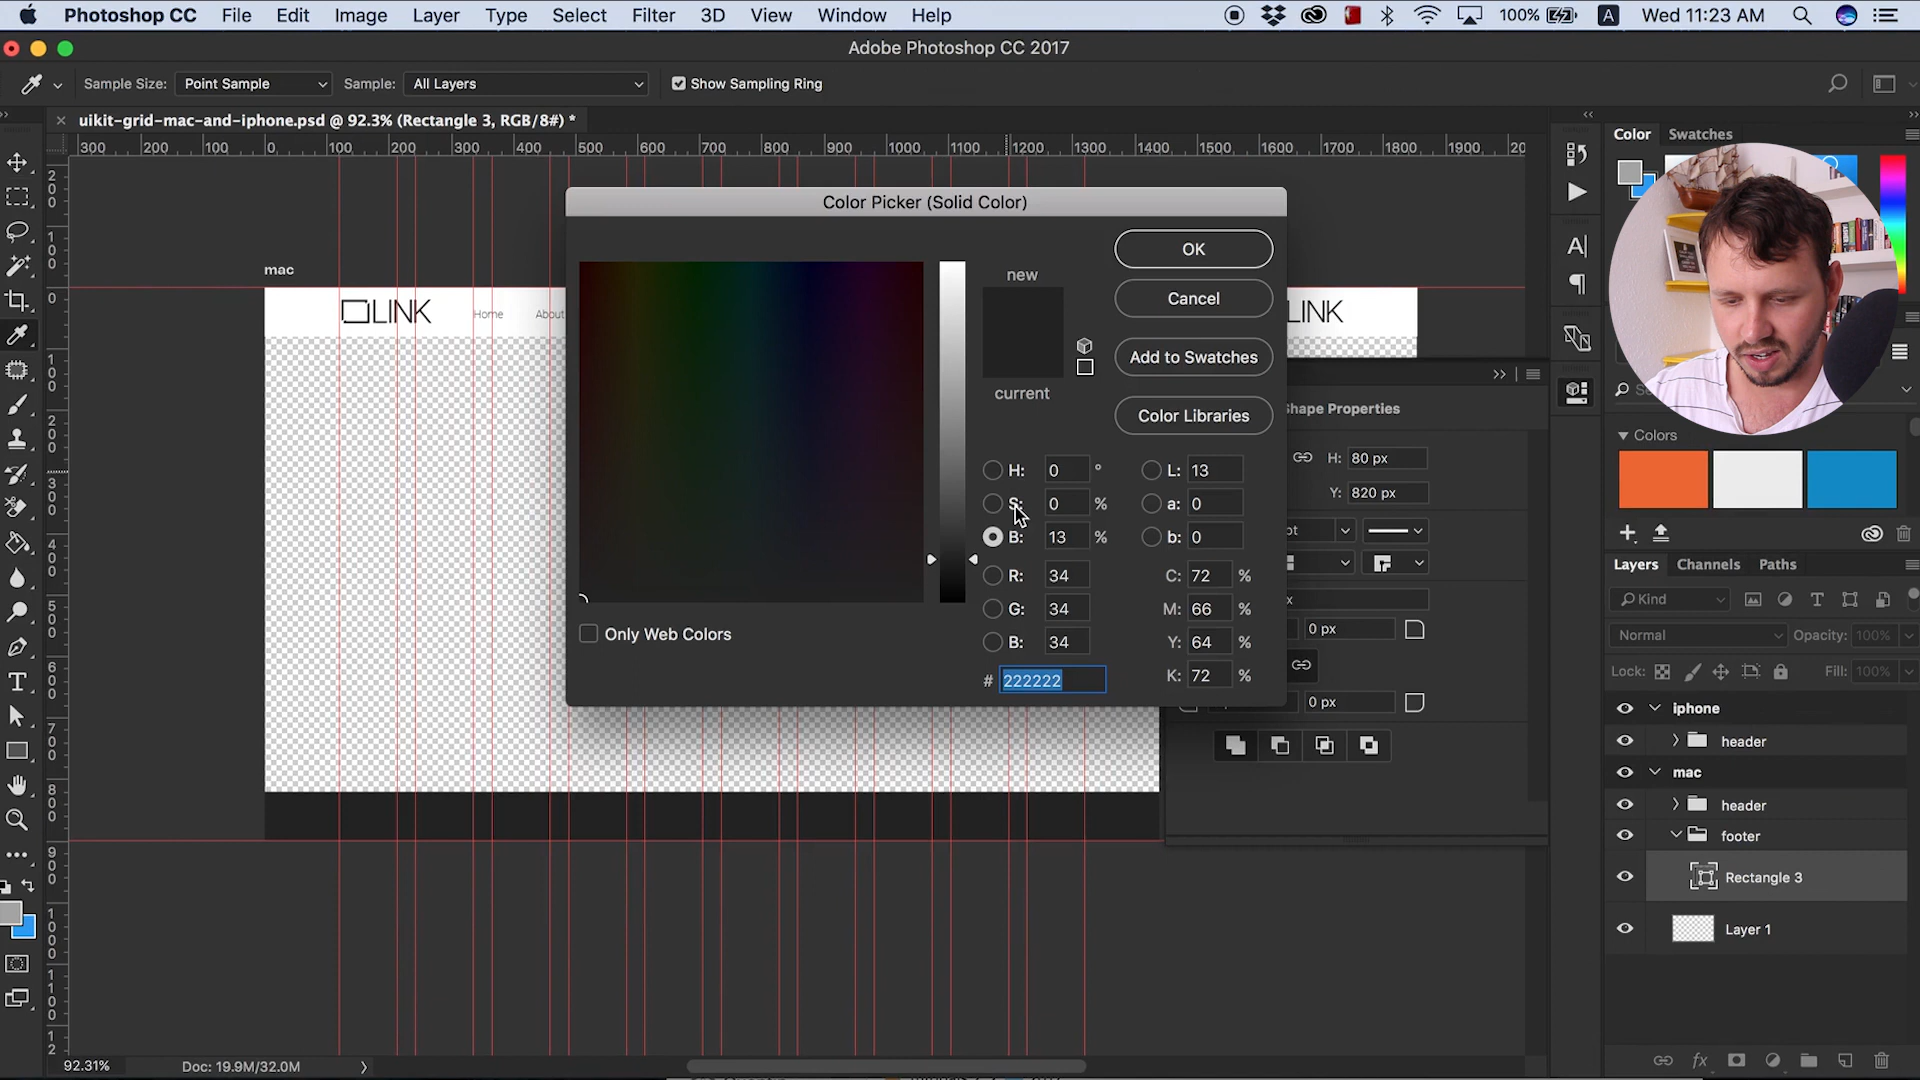 Photoshop CC File Edit Image Layer Type Select Filter 3D View Window Help 100% A Wed 11:23 AM
Adobe Photoshop CC 2017
Sample Size: Point Sample Sample: All Layers Show Sampling Ring
uikit-grid-mac-and-iphone.psd @ 92.3% (Rectangle 3, RGB/8#) *
300 200 100 0 100 200 300 400 500 600 700 800 900 1000 1100 1200 1300 1400 1500 1600 1700 1800 1900
Color Swatches
Color Picker (Solid Color)
mac
LINK Home About
LINK
new
current
OK
Cancel
Add to Swatches
Color Libraries
H: 0 ° L: 13
S: 0 % a: 0
B: 13 % b: 0
R: 34 C: 72 %
G: 34 M: 66 %
B: 34 Y: 64 %
# 222222 K: 72 %
Only Web Colors
Shape Properties
H: 80 px
Y: 820 px
0 px
0 px
Colors
Layers Channels Paths
Kind
Normal Opacity: 100%
Lock: Fill: 100%
iphone
header
mac
header
footer
Rectangle 3
Layer 1
92.31% Doc: 19.9M/32.0M